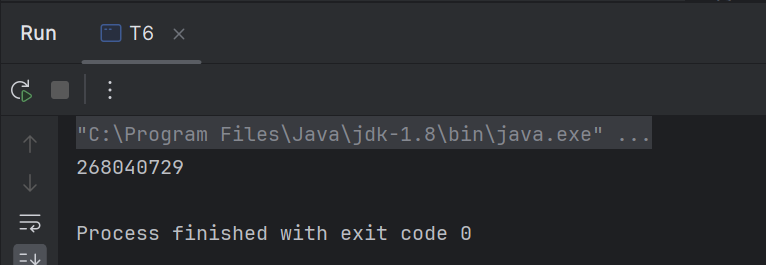 Run T6
"C:\Program Files\Java\jdk-1.8\bin\java.exe" ...
268040729
Process finished with exit code 0